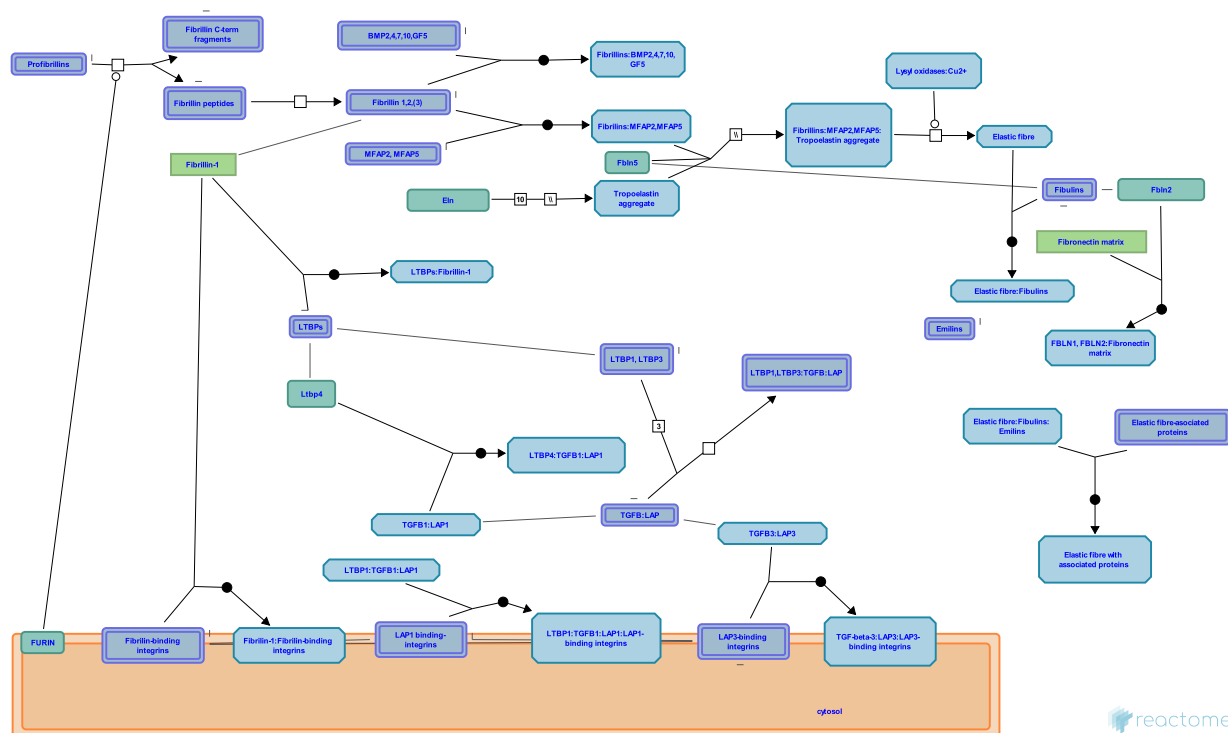 Fibrillin C-term
fragments
BMP2,4,7,10,GF5
Profibrillins
Fibrillins:BMP2,4,7,10,
GF5
Lysyl oxidases:Cu2+
Fibrillin peptides
Fibrillin 1,2,(3)
Fibrilins:MFAP2,MFAP5
\\
Fibrilins:MFAP2,MFAP5:
Tropoelastin aggregate
Elastic fibre
MFAP2, MFAP5
Fibrillin-1
Fbln5
Eln
10
\\
Tropoelastin
aggregate
Fibulins
Fbln2
Fibronectin matrix
LTBPs:Fibrillin-1
Elastic fibre:Fibulins
LTBPs
Emilins
FBLN1, FBLN2:Fibronectin
matrix
LTBP1, LTBP3
LTBP1,LTBP3:TGFB:LAP
Ltbp4
3
Elastic fibre:Fibulins:
Emilins
Elastic fibre-asociated
proteins
LTBP4:TGFB1:LAP1
TGFB1:LAP1
TGFB:LAP
TGFB3:LAP3
Elastic fibre with
associated proteins
LTBP1:TGFB1:LAP1
FURIN
Fibrilin-binding
integrins
Fibrilin-1:Fibrilin-binding
integrins
LAP1 binding-
integrins
LTBP1:TGFB1:LAP1:LAP1-
binding integrins
LAP3-binding
integrins
TGF-beta-3:LAP3:LAP3-
binding integrins
cytosol
reactome